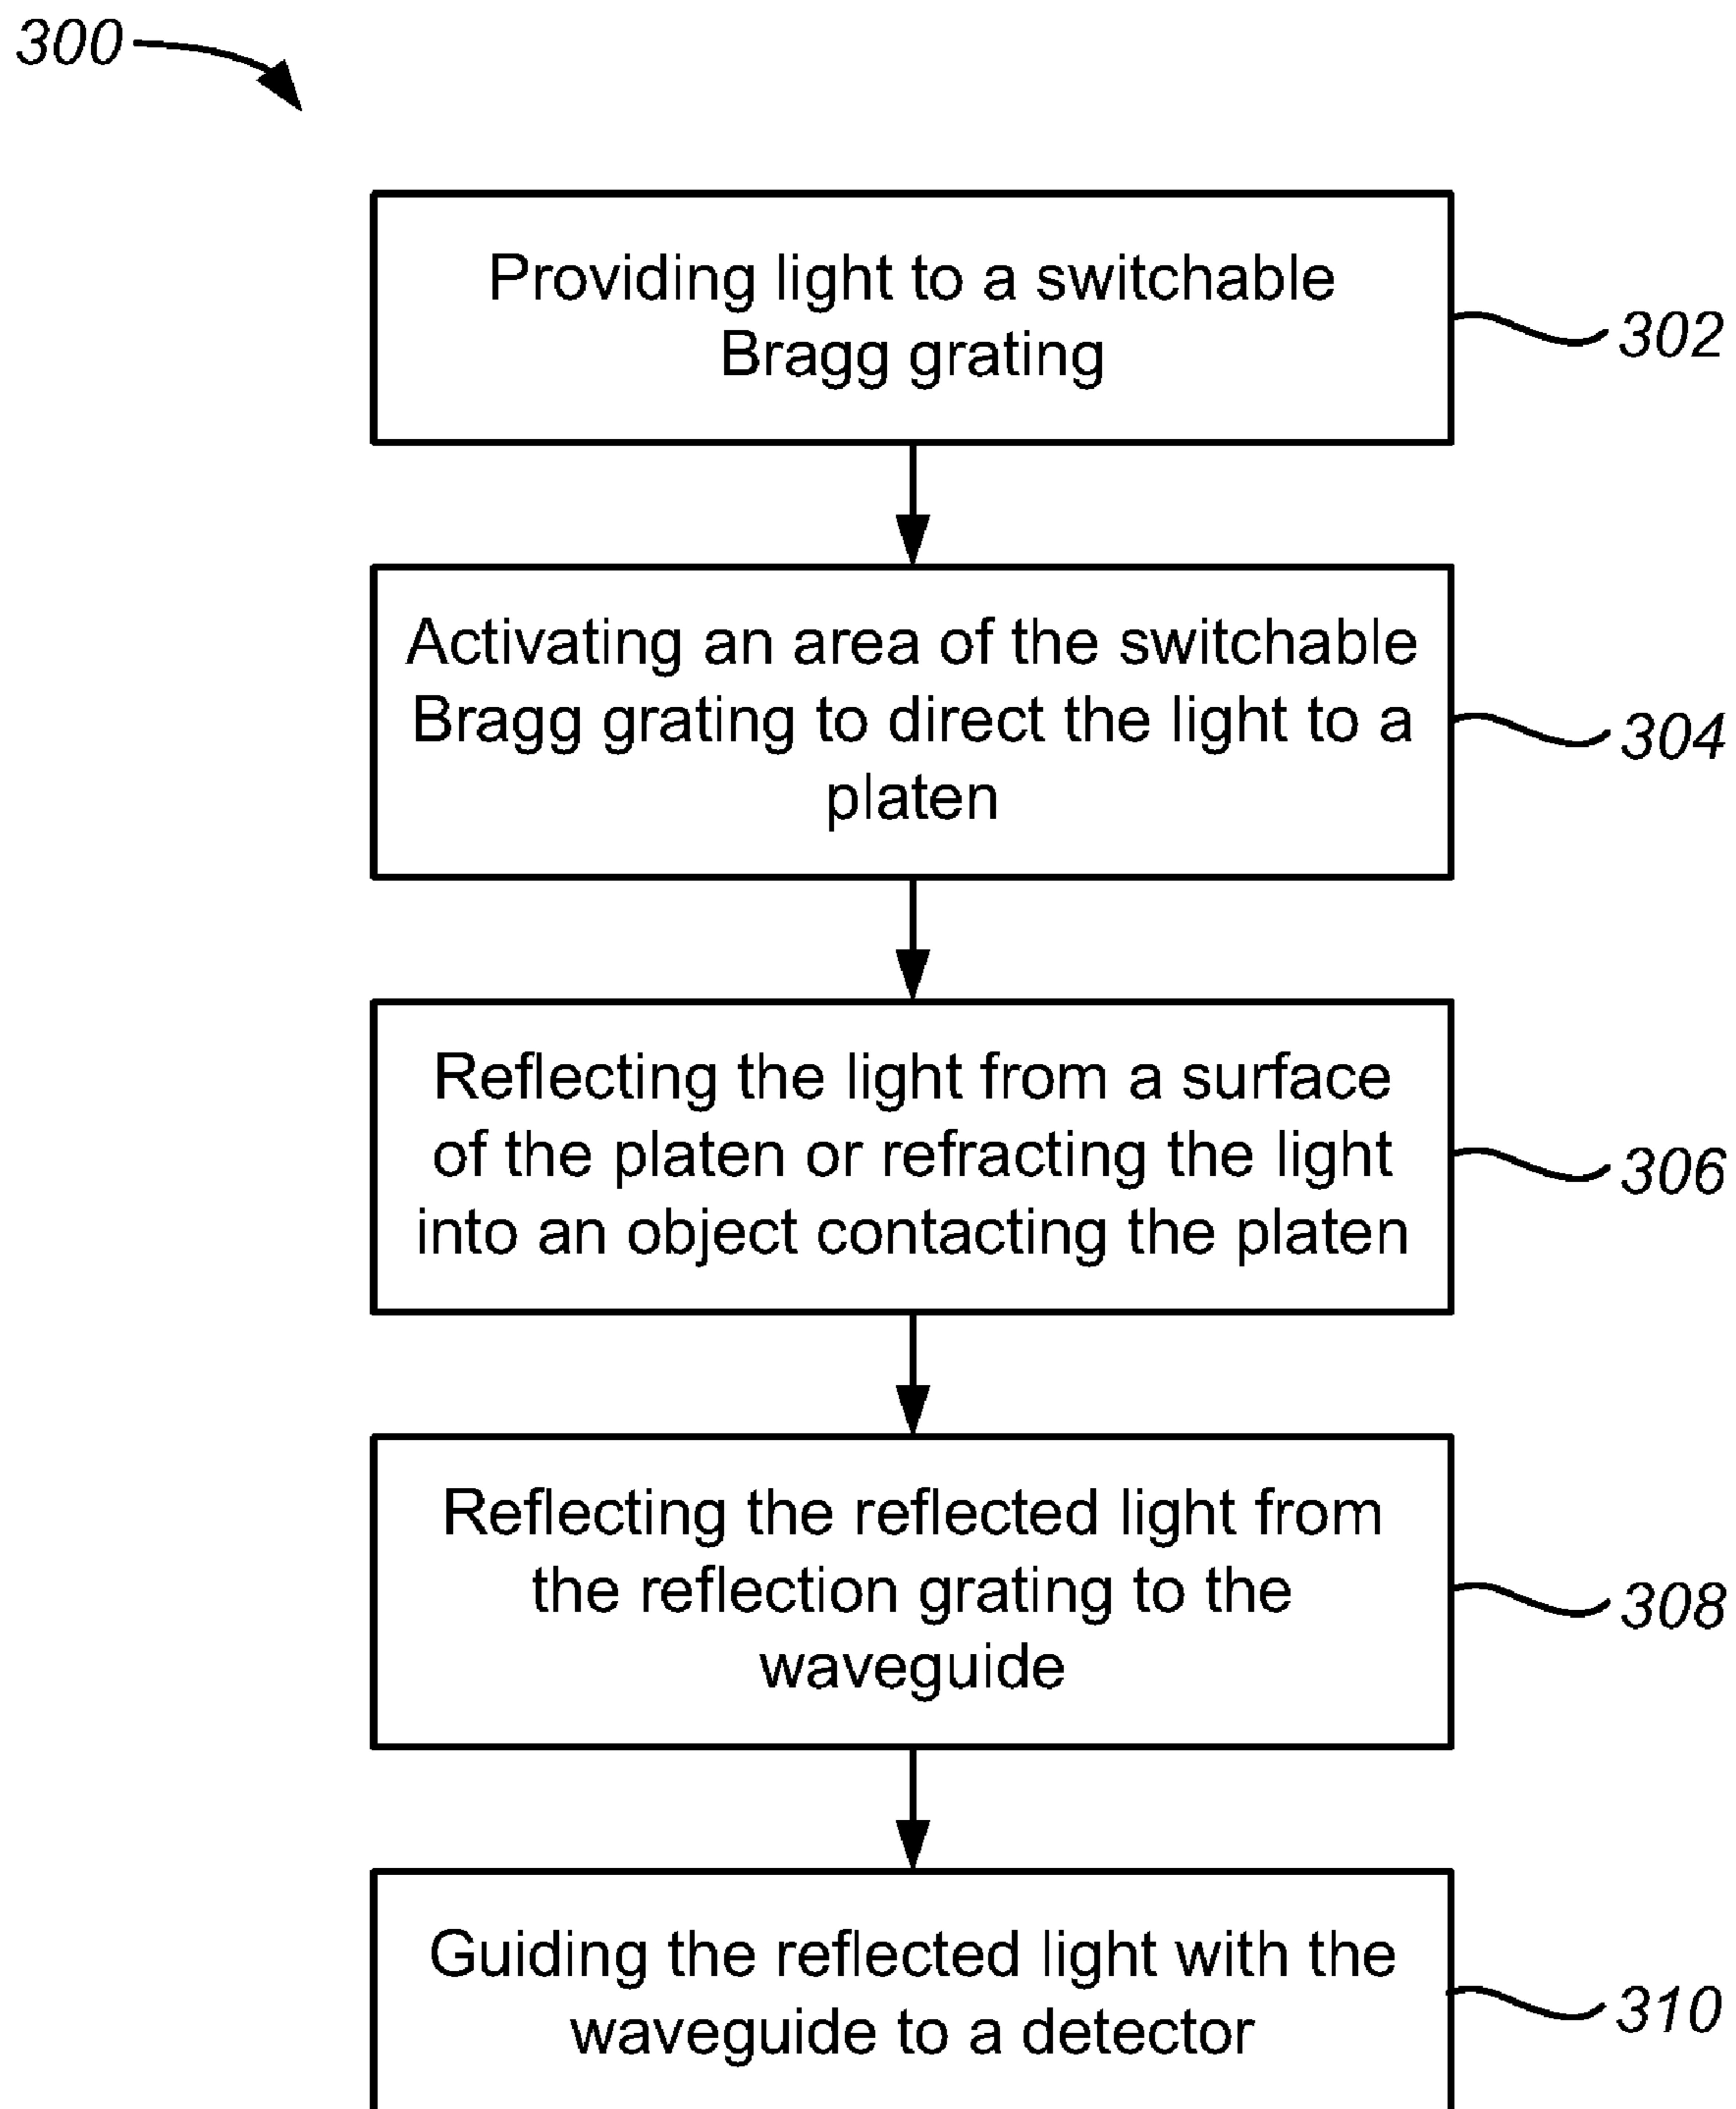 300
Providing light to a switchable
Bragg grating
302
Activating an area of the switchable
Bragg grating to direct the light to a
platen
304
Reflecting the light from a surface
of the platen or refracting the light
into an object contacting the platen
306
Reflecting the reflected light from
the reflection grating to the
waveguide
308
Guiding the reflected light with the
waveguide to a detector
310